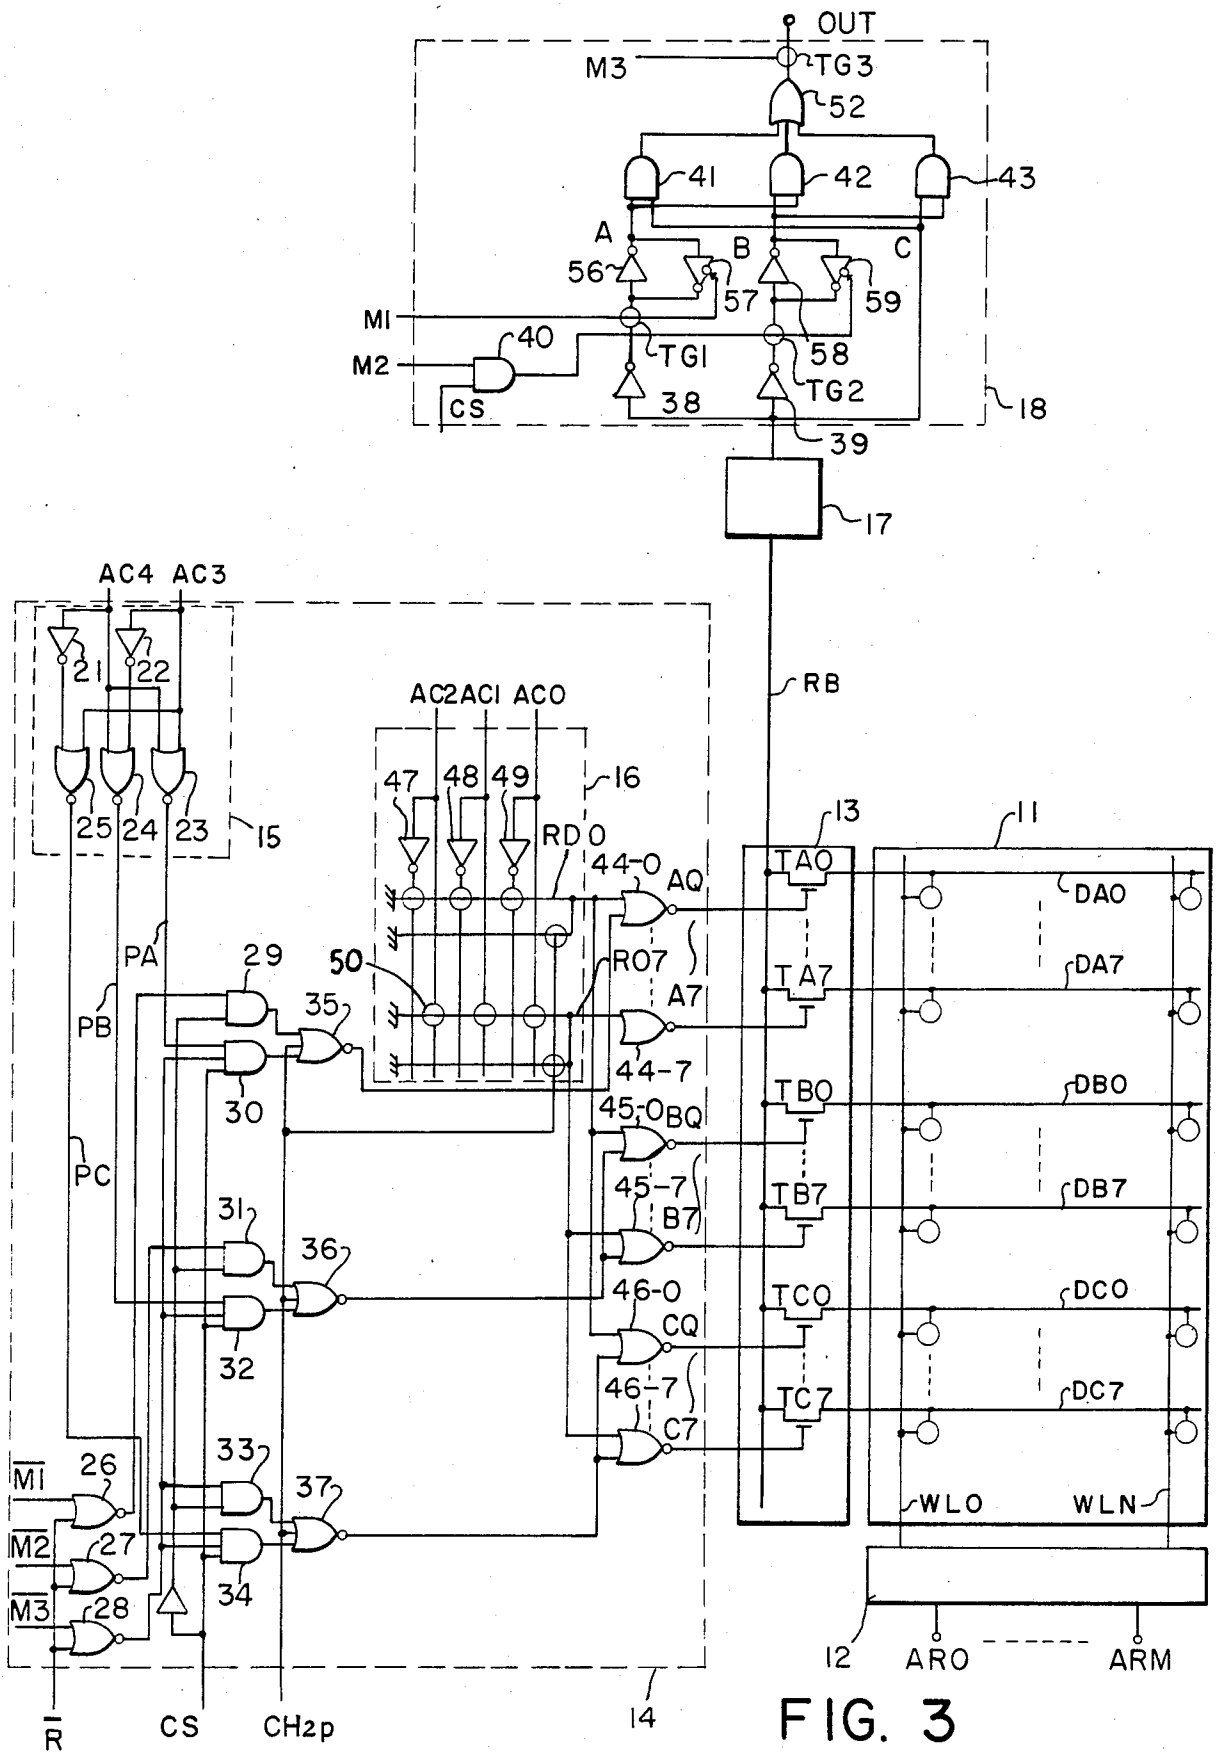 OUT
M3
TG3
52
41
42
43
A
B
C
56
57
59
M1
40
TG1
58
M2
TG2
CS
38
39
18
17
AC4 AC3
21
22
RB
AC2 AC1 AC0
16
47
48
49
25
24
23
15
RD0
44-0
AQ
13
11
TA0
DA0
PA
29
50
RO7
TA7
DA7
PB
35
A7
44-7
30
TB0
DB0
45-0
BQ
PC
45-7
TB7
DB7
31
B7
36
46-0
TC0
DC0
32
CQ
46-7
TC7
DC7
C7
33
M1
26
37
WL0
WLN
M2
27
34
M3
28
12
AR0
ARM
R
CS
CH2p
14
FIG. 3